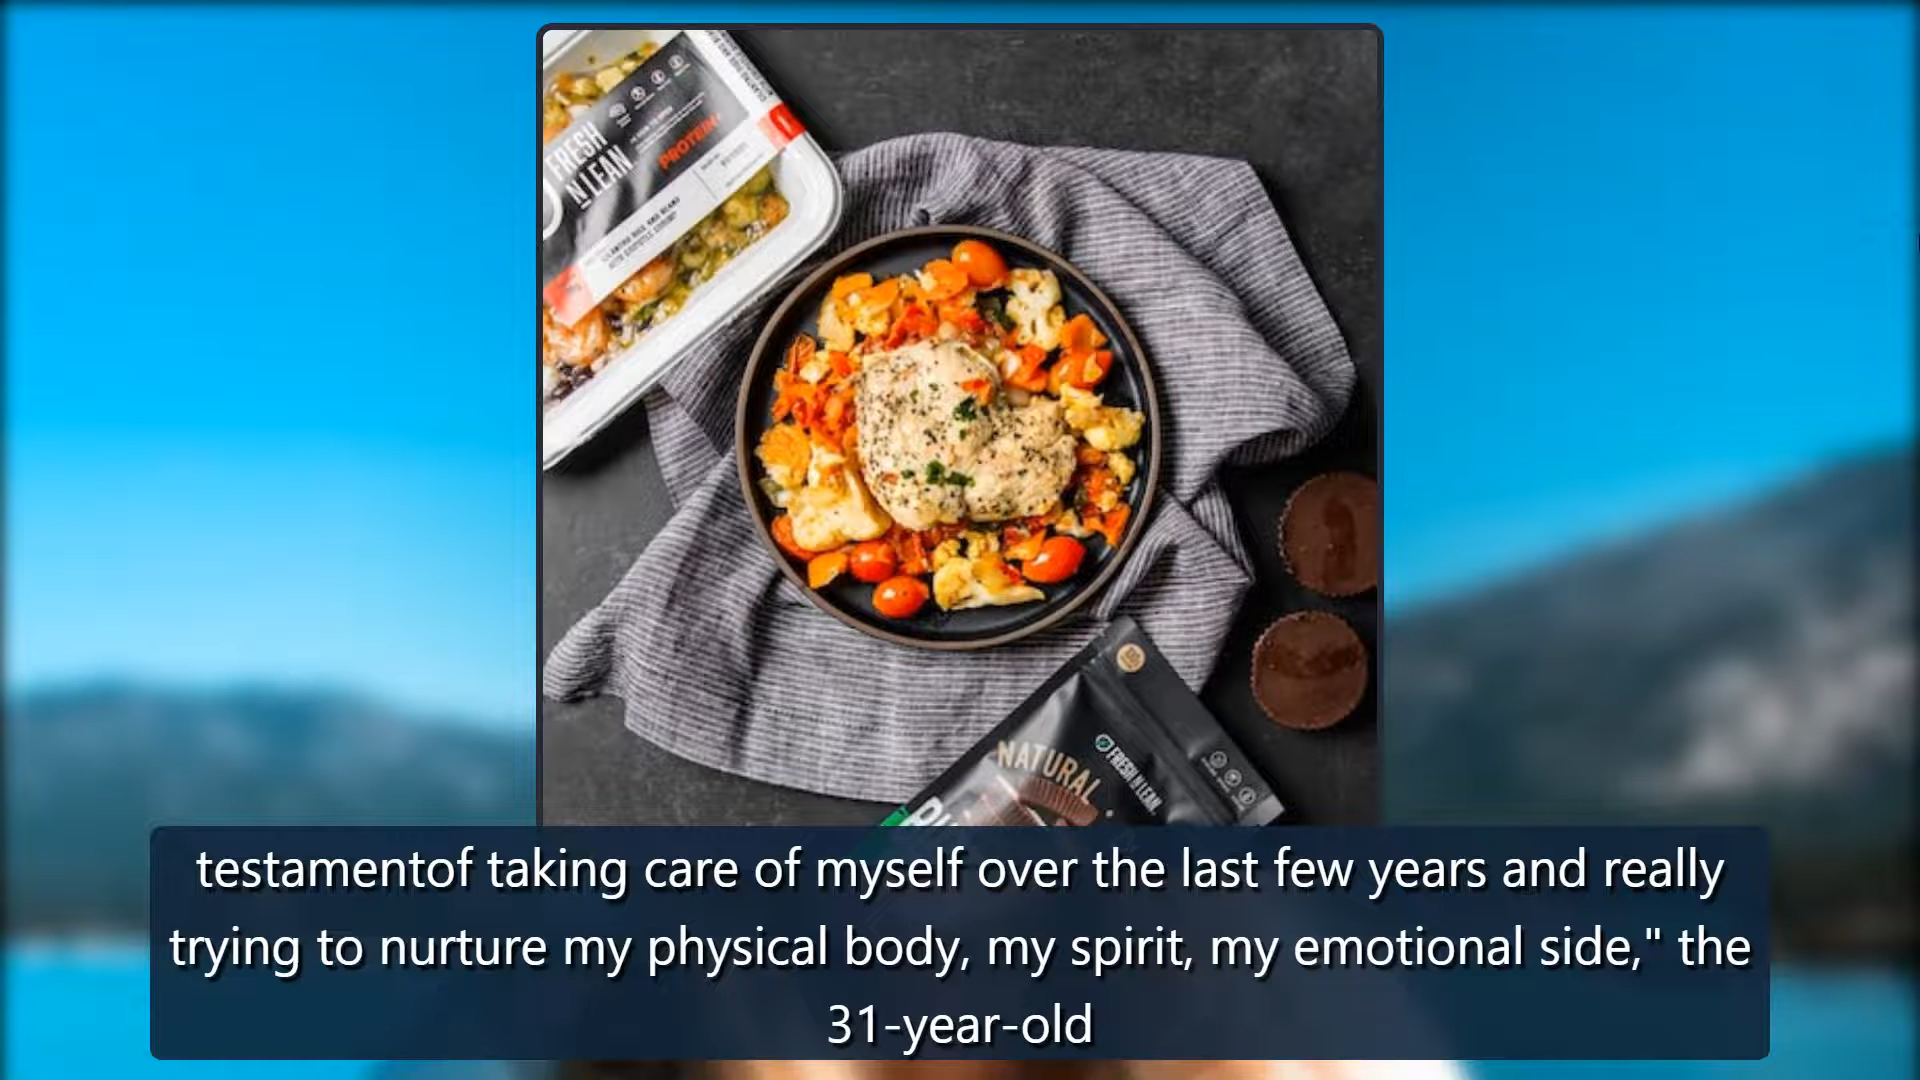 FRESH
N LEAN
PROTEIN+
NATURAL
FRESH N LEAN
testamentof taking care of myself over the last few years and really
trying to nurture my physical body, my spirit, my emotional side," the
31-year-old